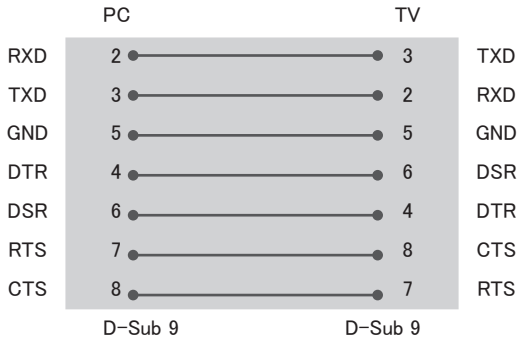 PC TV
RXD 2 3 TXD
TXD 3 2 RXD
GND 5 5 GND
DTR 4 6 DSR
DSR 6 4 DTR
RTS 7 8 CTS
CTS 8 7 RTS
D-Sub 9 D-Sub 9